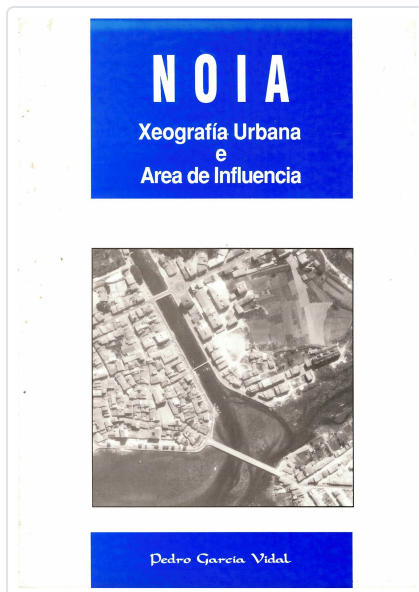 NOIA
Xeografía Urbana
e
Area de Influencia
Pedro García Vidal